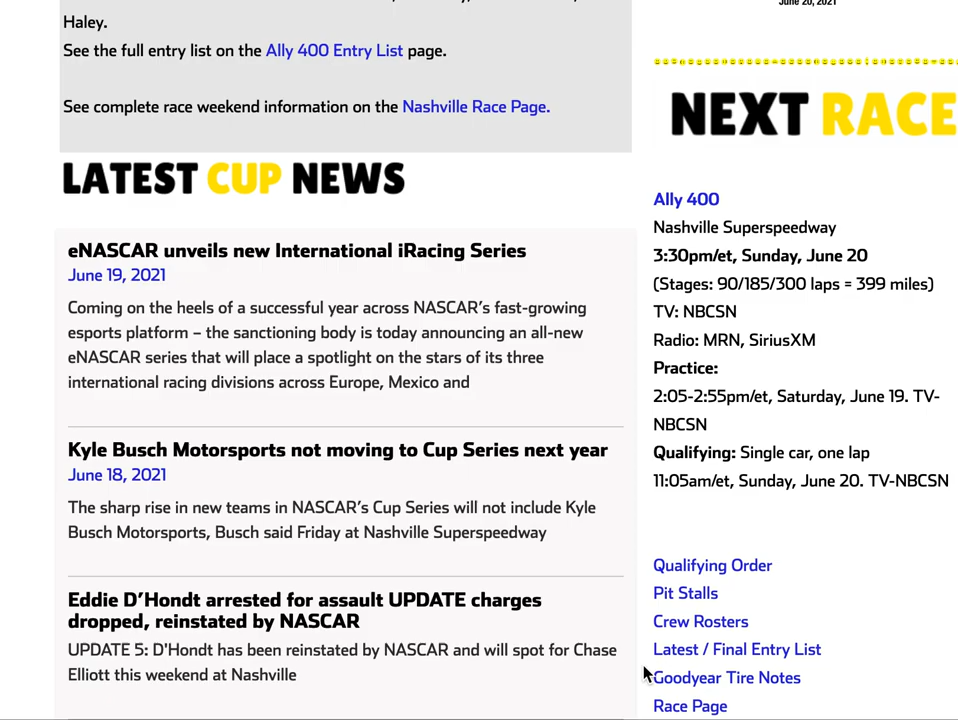 Haley.
See the full entry list on the Ally 400 Entry List page.
See complete race weekend information on the Nashville Race Page.
LATEST CUP NEWS
eNASCAR unveils new International iRacing Series
June 19, 2021
Coming on the heels of a successful year across NASCAR's fast-growing
esports platform – the sanctioning body is today announcing an all-new
eNASCAR series that will place a spotlight on the stars of its three
international racing divisions across Europe, Mexico and
Kyle Busch Motorsports not moving to Cup Series next year
June 18, 2021
The sharp rise in new teams in NASCAR's Cup Series will not include Kyle
Busch Motorsports, Busch said Friday at Nashville Superspeedway
Eddie D'Hondt arrested for assault UPDATE charges
dropped, reinstated by NASCAR
UPDATE 5: D'Hondt has been reinstated by NASCAR and will spot for Chase
Elliott this weekend at Nashville
June 20, 2021
NEXT RACE
Ally 400
Nashville Superspeedway
3:30pm/et, Sunday, June 20
(Stages: 90/185/300 laps = 399 miles)
TV: NBCSN
Radio: MRN, SiriusXM
Practice:
2:05-2:55pm/et, Saturday, June 19. TV-
NBCSN
Qualifying: Single car, one lap
11:05am/et, Sunday, June 20. TV-NBCSN
Qualifying Order
Pit Stalls
Crew Rosters
Latest / Final Entry List
Goodyear Tire Notes
Race Page